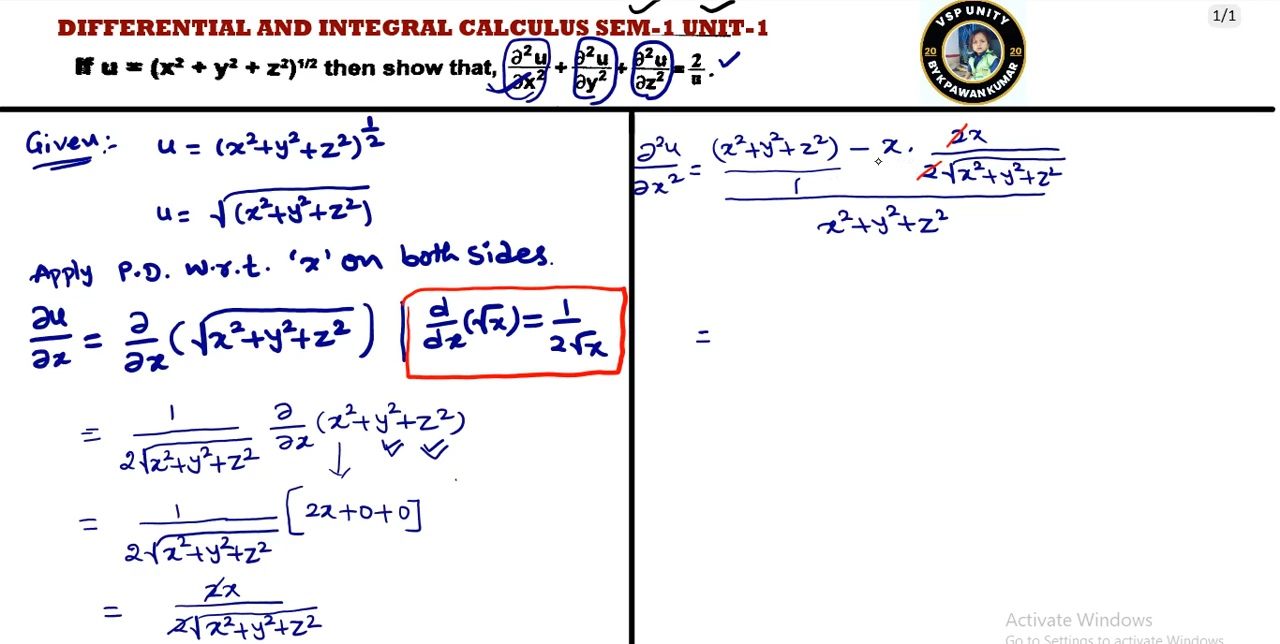 DIFFERENTIAL AND INTEGRAL CALCULUS SEM-1 UNIT-1
If u = (x² + y² + z²)¹/² then show that, ∂²u/∂x² + ∂²u/∂y² + ∂²u/∂z² = 2/u .
VSP UNITY
20 20
BY K PAWAN KUMAR
1/1
Given:- u = (x²+y²+z²)^1/2
u = √(x²+y²+z²)
Apply P.D. w.r.t. 'x' on both sides.
∂u/∂x = ∂/∂x (√x²+y²+z²) | d/dx (√x) = 1/2√x
= 1/2√x²+y²+z² ∂/∂x (x²+y²+z²)
= 1/2√x²+y²+z² [2x+0+0]
= 2x/2√x²+y²+z²
∂²u/∂x² = (x²+y²+z²)/1 − x · 2x/2√x²+y²+z² / x²+y²+z²
=
Activate Windows
Go to Settings to activate Windows.